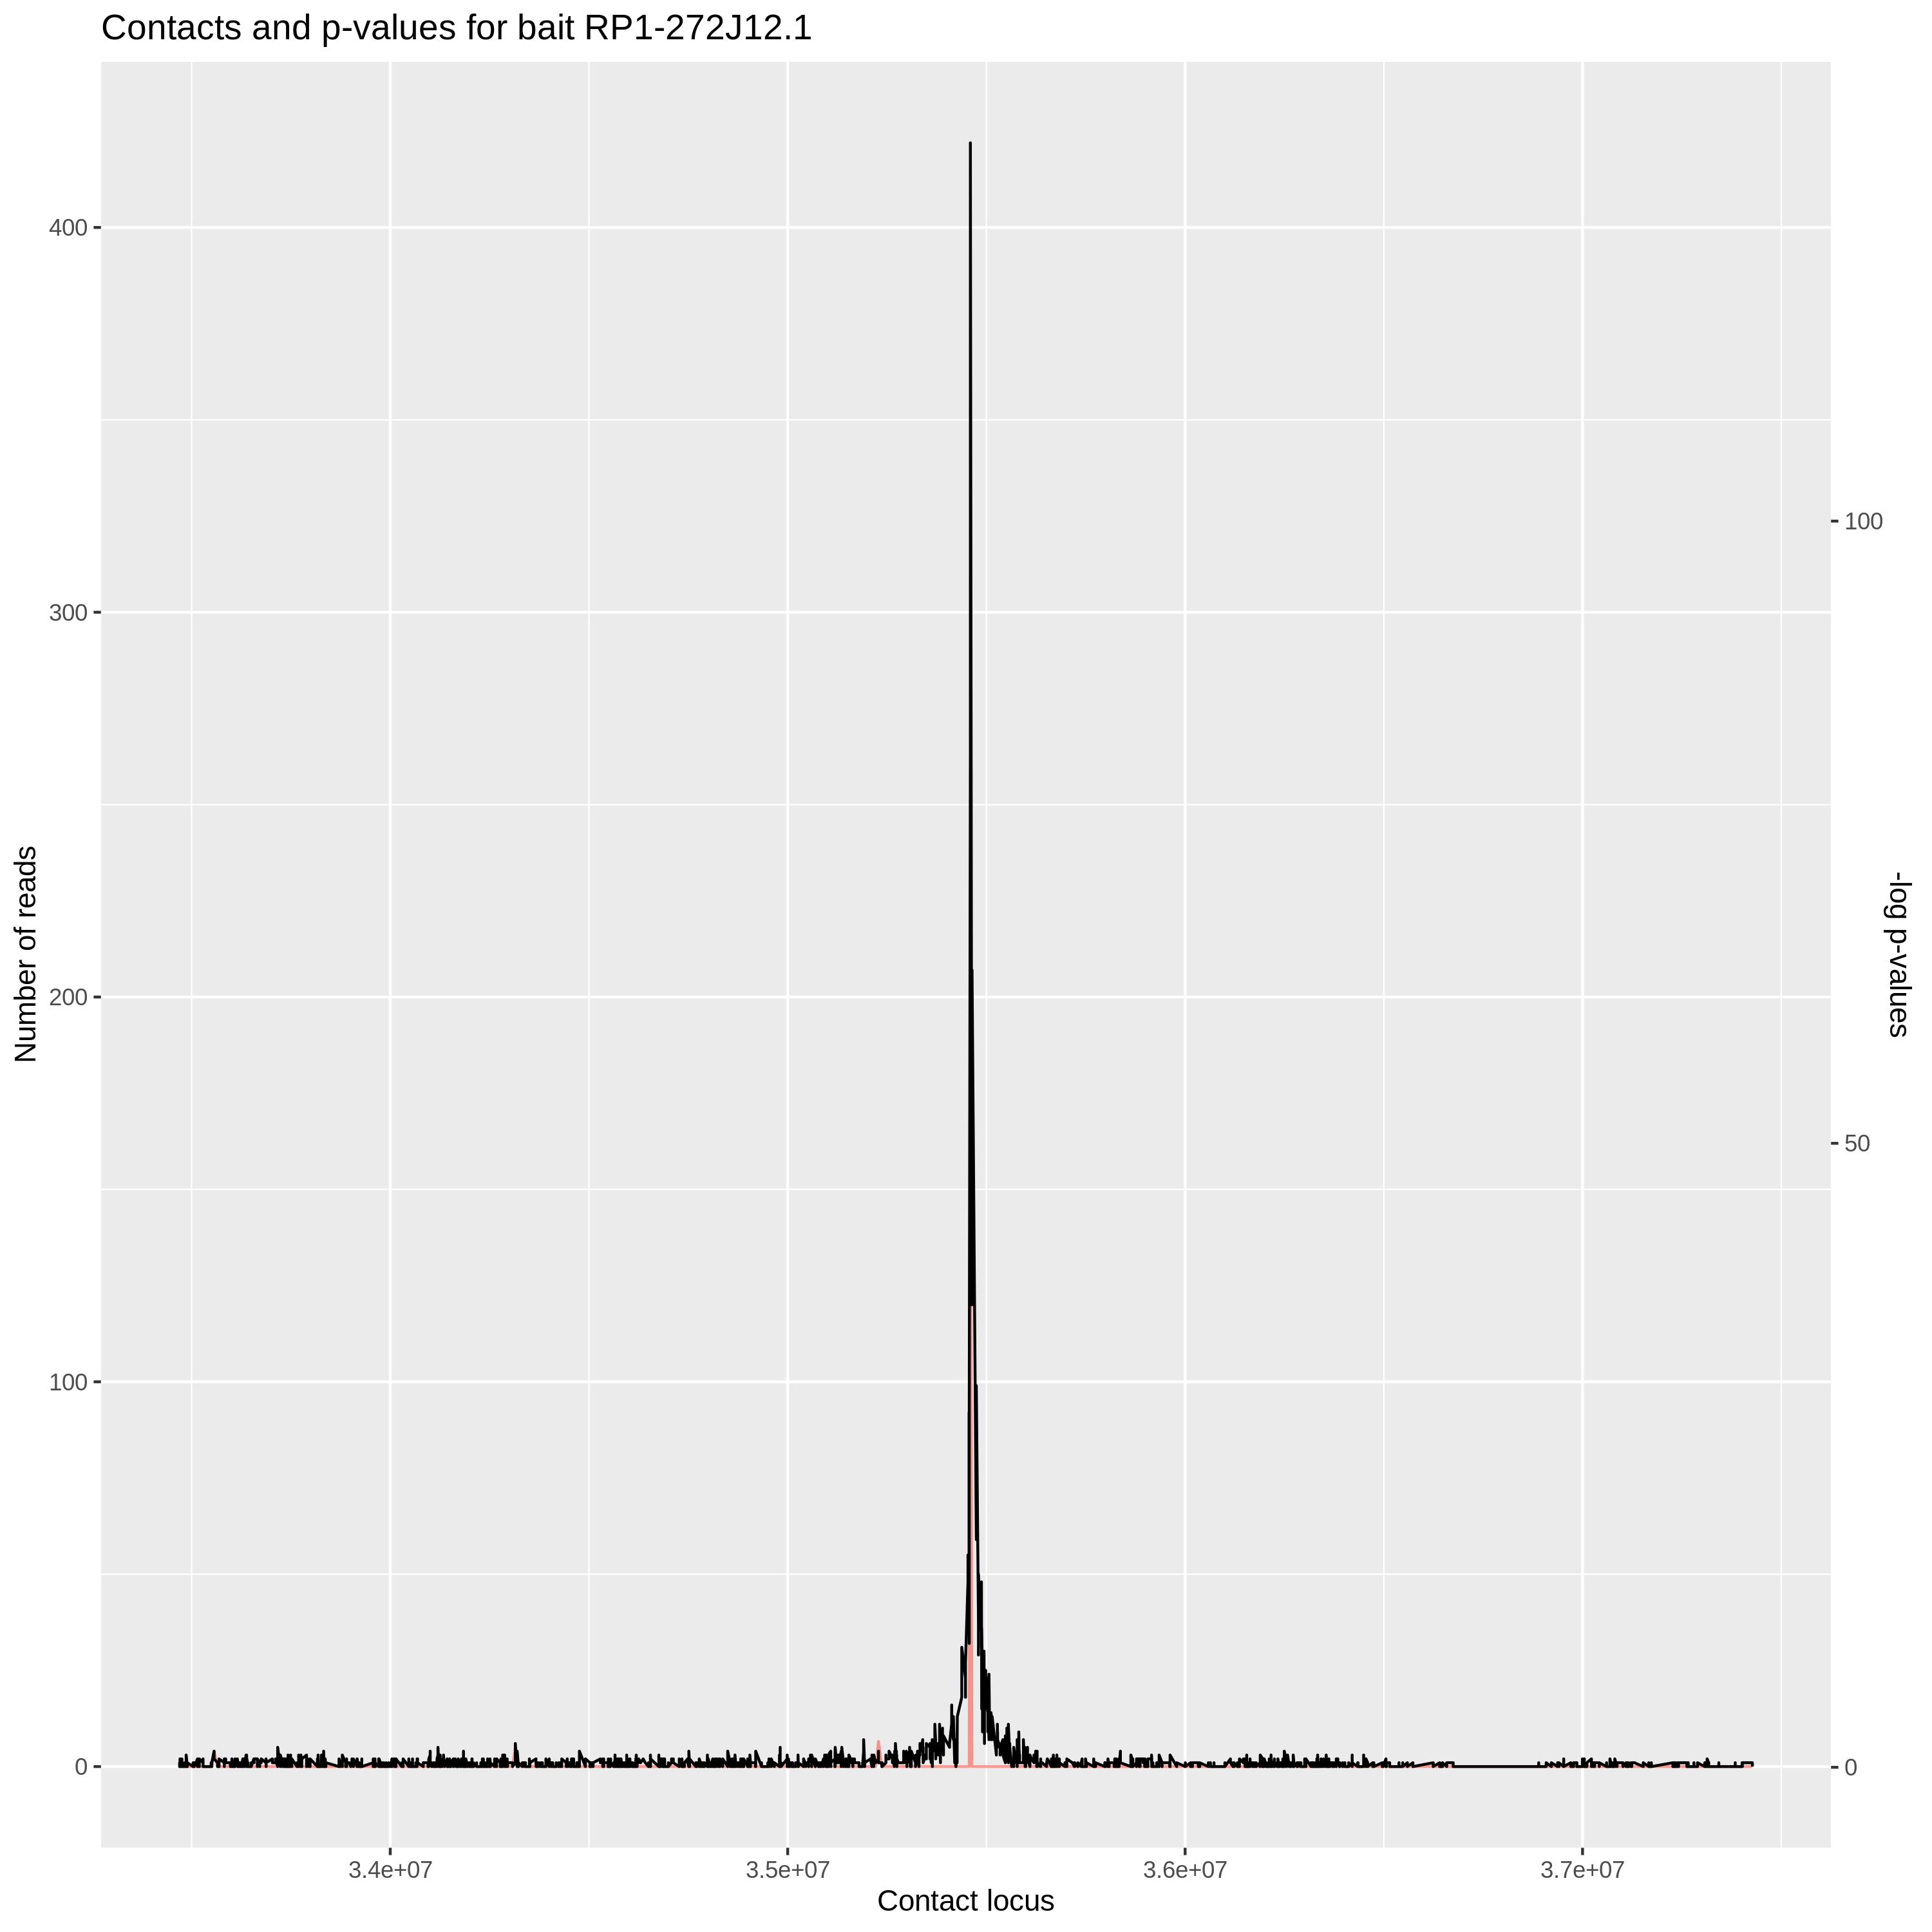 Contacts and p-values for bait RP1-272J12.1
400
300
200
100
0
Number of reads
100
50
0
-log p-values
3.4e+07 3.5e+07 3.6e+07 3.7e+07
Contact locus